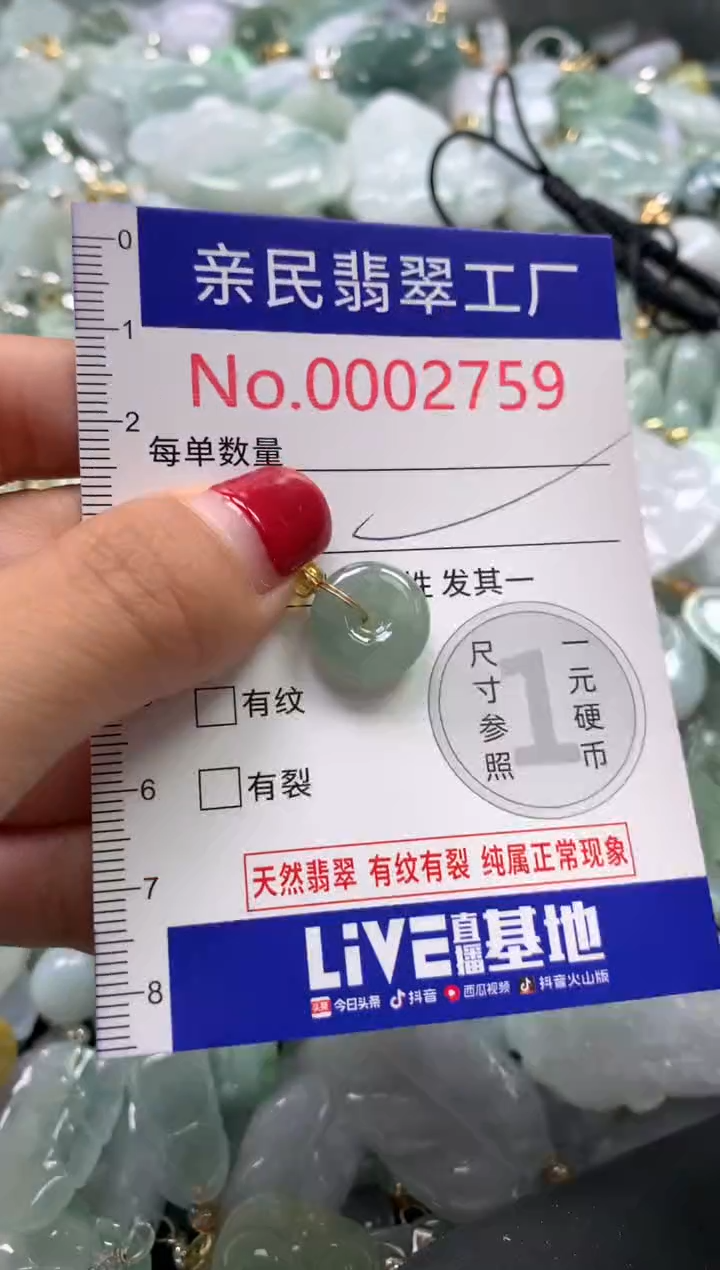 0
亲民翡翠工厂
1
No.0002759
2
每单数量
性 发其一
尺寸参照
1
一元硬币
有纹
6
有裂
7
天然翡翠 有纹有裂 纯属正常现象
LiVE直播基地
8
头条 今日头条 抖音 西瓜视频 抖音火山版